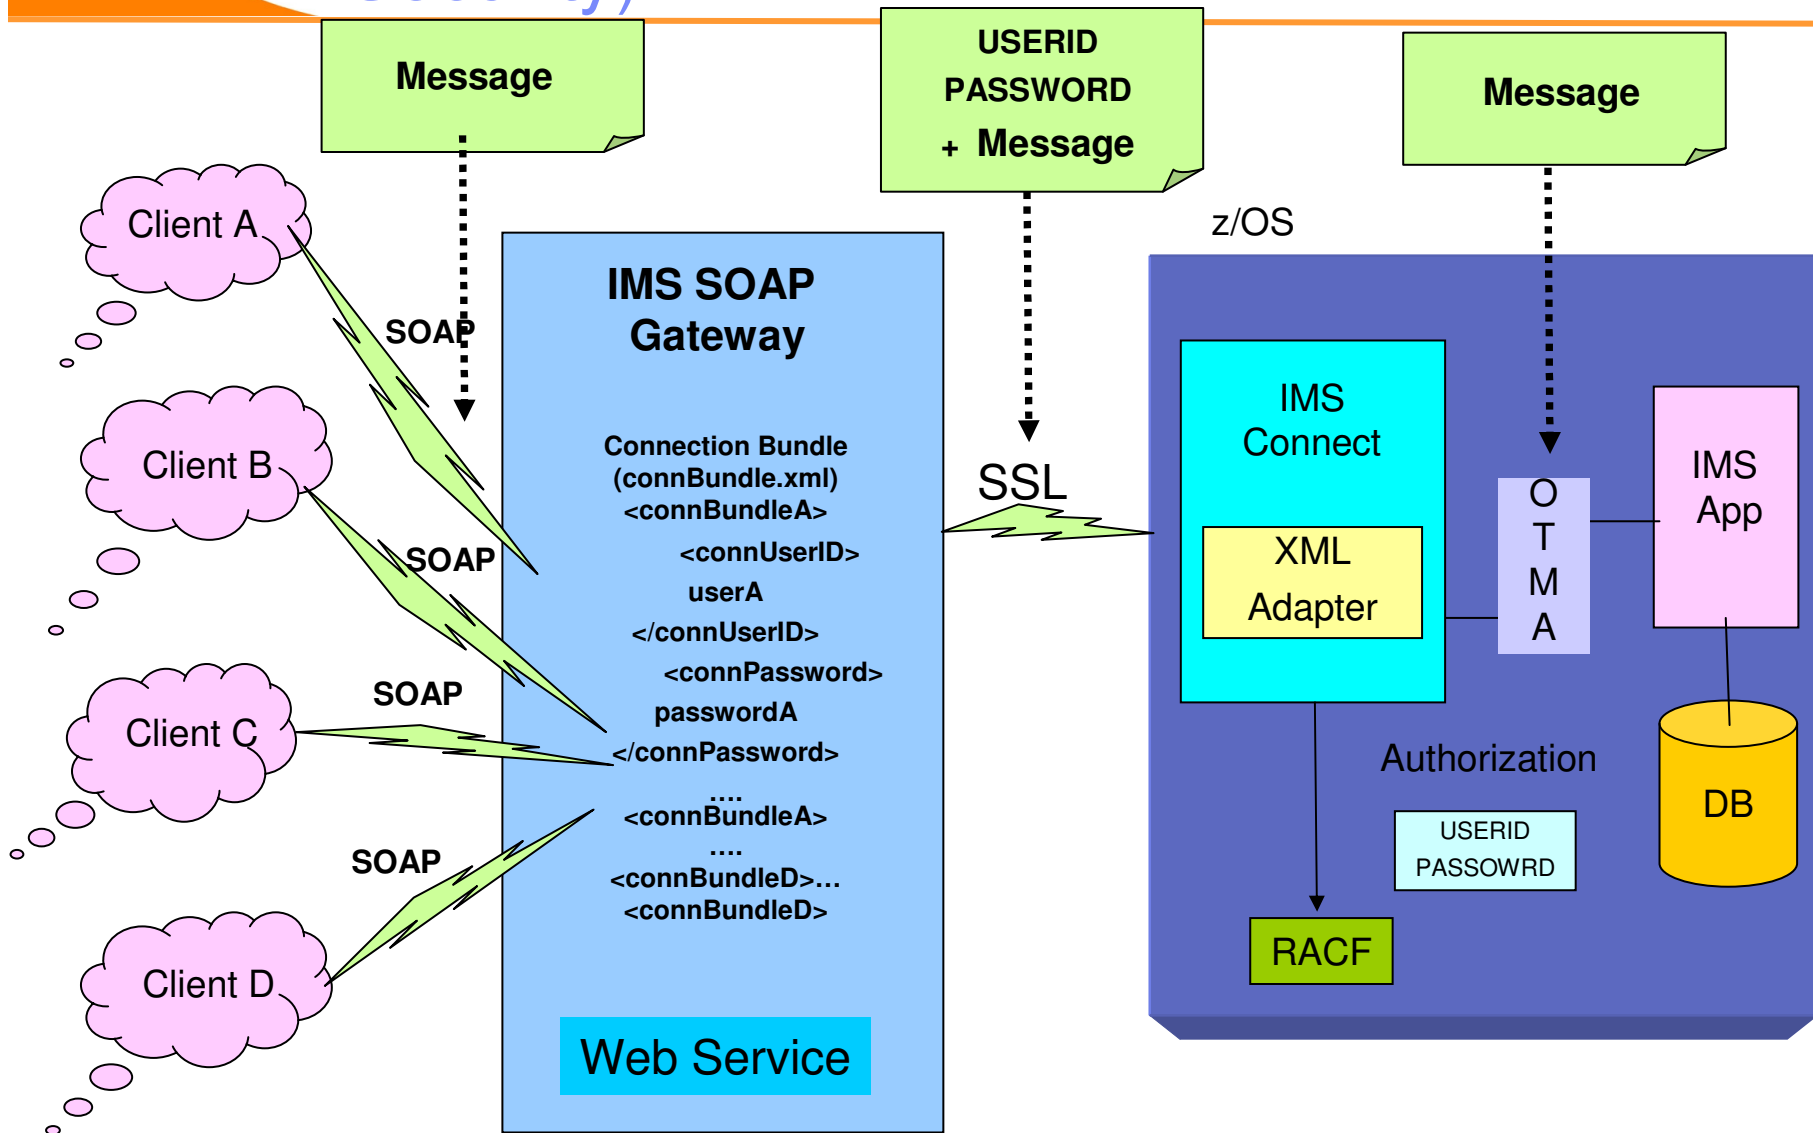 Message
USERID
PASSWORD
+ Message
Message
z/OS
Client A
SOAP
Client B
SOAP
Client C
SOAP
Client D
SOAP
IMS SOAP
Gateway
Connection Bundle
(connBundle.xml)
<connBundleA>
<connUserID>
userA
</connUserID>
<connPassword>
passwordA
</connPassword>
....
<connBundleA>
....
<connBundleD>...
<connBundleD>
Web Service
SSL
IMS
Connect
XML
Adapter
O
T
M
A
IMS
App
Authorization
USERID
PASSOWRD
DB
RACF